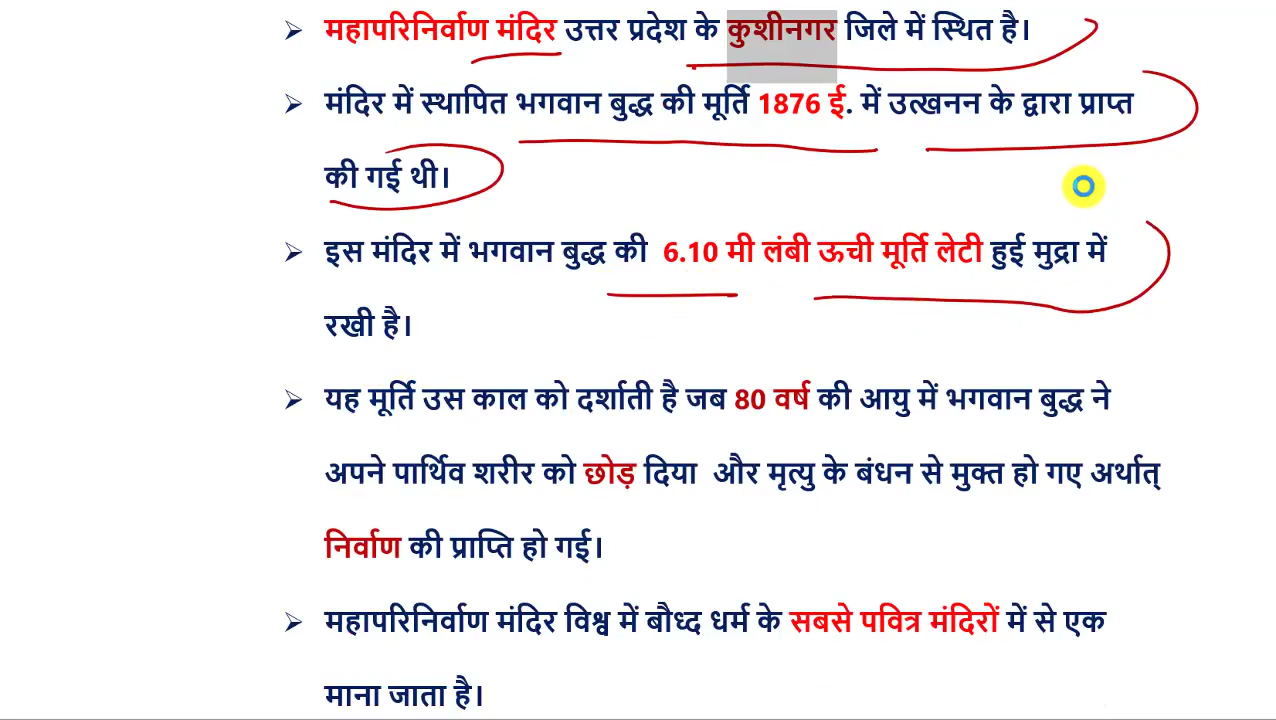 ➢ महापरिनिर्वाण मंदिर उत्तर प्रदेश के कुशीनगर जिले में स्थित है।
➢ मंदिर में स्थापित भगवान बुद्ध की मूर्ति 1876 ई. में उत्खनन के द्वारा प्राप्त
की गई थी।
➢ इस मंदिर में भगवान बुद्ध की 6.10 मी लंबी ऊची मूर्ति लेटी हुई मुद्रा में
रखी है।
➢ यह मूर्ति उस काल को दर्शाती है जब 80 वर्ष की आयु में भगवान बुद्ध ने
अपने पार्थिव शरीर को छोड़ दिया और मृत्यु के बंधन से मुक्त हो गए अर्थात्
निर्वाण की प्राप्ति हो गई।
➢ महापरिनिर्वाण मंदिर विश्व में बौध्द धर्म के सबसे पवित्र मंदिरों में से एक
माना जाता है।